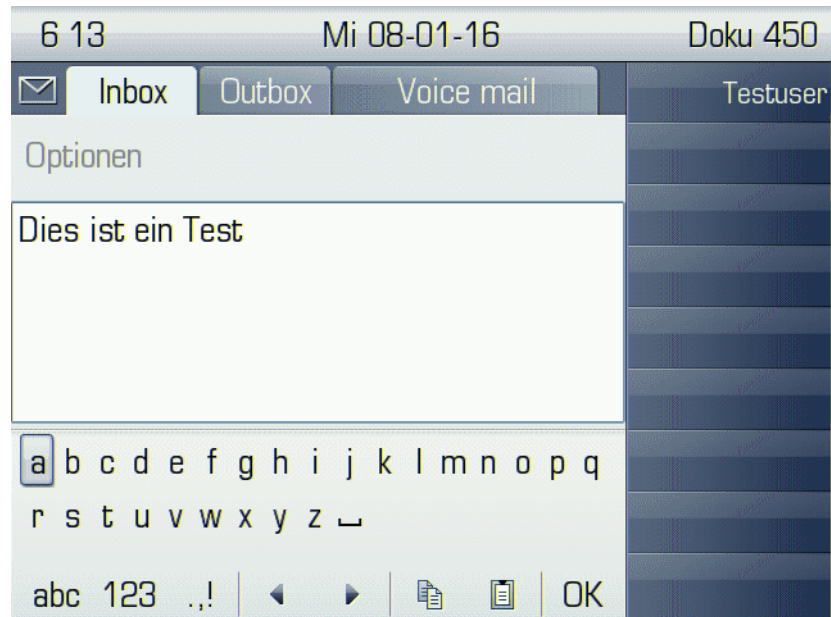 6 13 Mi 08-01-16 Doku 450
Inbox Outbox Voice mail Testuser
Optionen
Dies ist ein Test
a b c d e f g h i j k l m n o p q
r s t u v w x y z
abc 123 .,! OK